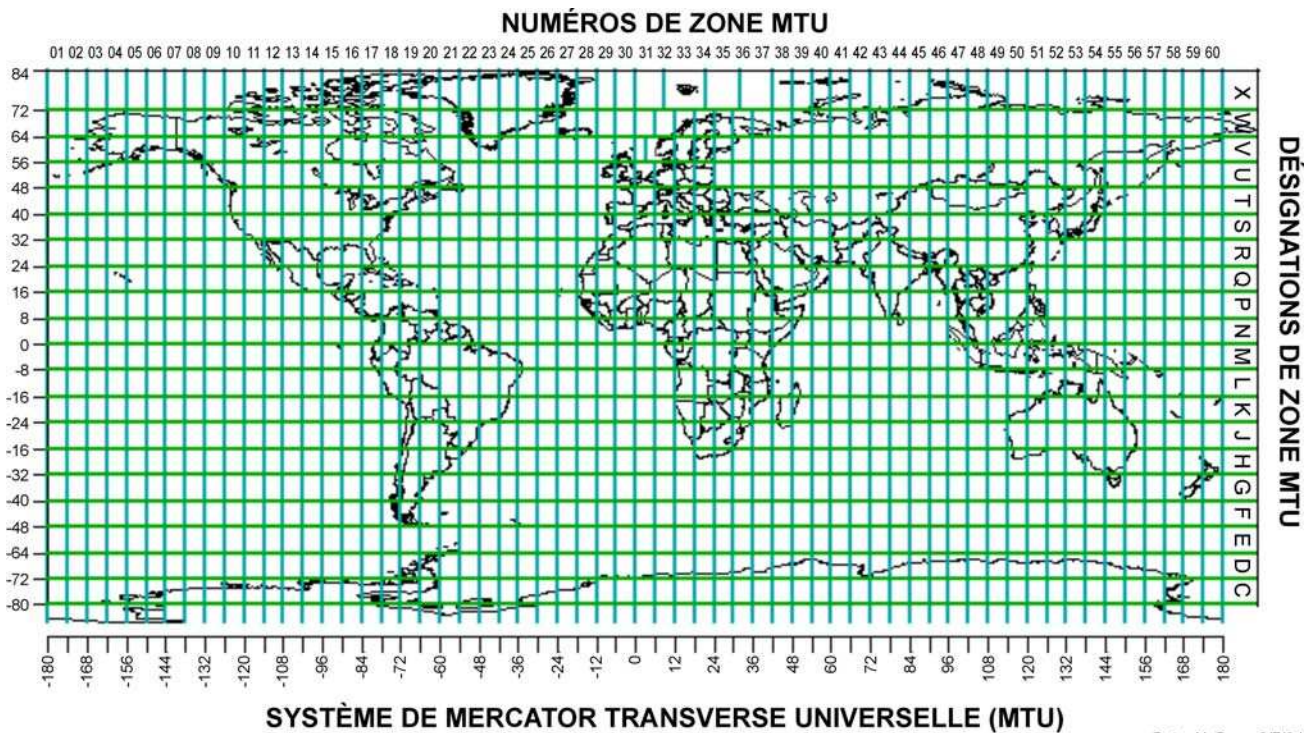 NUMÉROS DE ZONE MTU
01 02 03 04 05 06 07 08 09 10 11 12 13 14 15 16 17 18 19 20 21 22 23 24 25 26 27 28 29 30 31 32 33 34 35 36 37 38 39 40 41 42 43 44 45 46 47 48 49 50 51 52 53 54 55 56 57 58 59 60
84
X
72
W
64
V
56
U
48
T
40
S
32
R
24
Q
16
P
8
N
0
M
-8
L
-16
K
-24
J
-16
H
-32
G
-40
F
-48
E
-64
D
-72
C
-80
DÉSIGNATIONS DE ZONE MTU
-180 -168 -156 -144 -132 -120 -108 -96 -84 -72 -60 -48 -36 -24 -12 0 12 24 36 48 60 72 84 96 108 120 132 144 156 168 180
SYSTÈME DE MERCATOR TRANSVERSE UNIVERSELLE (MTU)